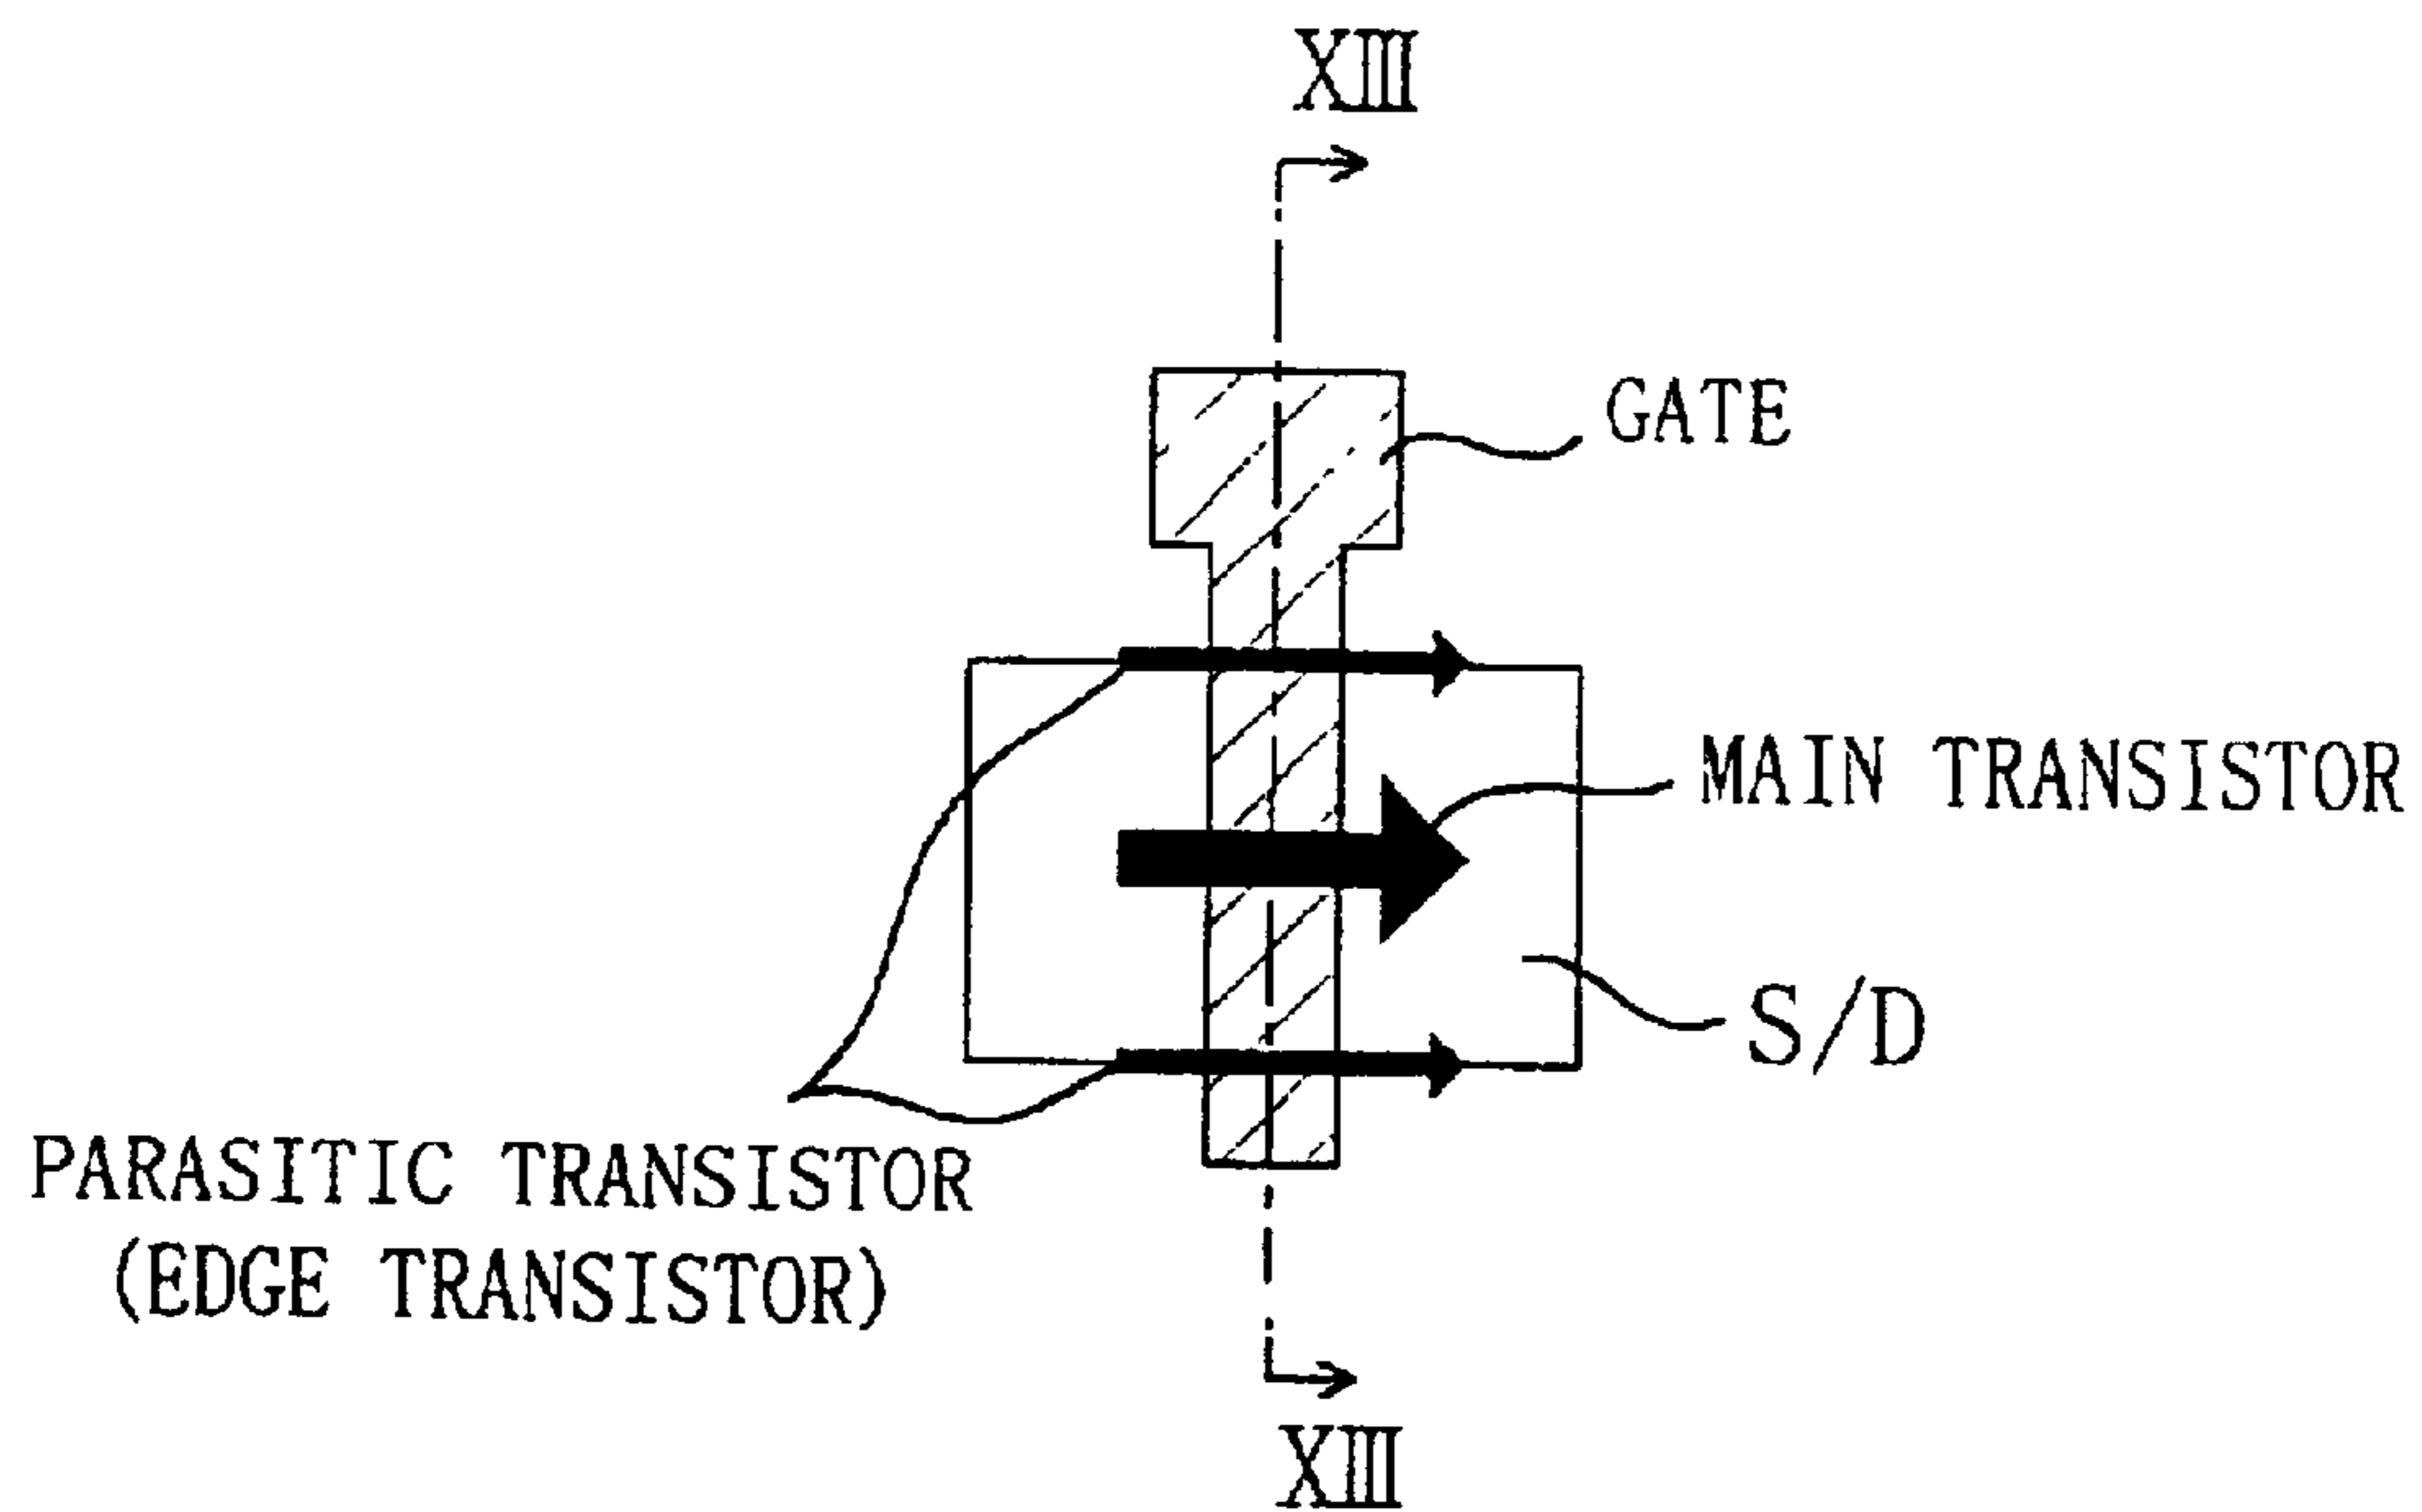 XIII
GATE
MAIN TRANSISTOR
S/D
PARASITIC TRANSISTOR
(EDGE TRANSISTOR)
XIII